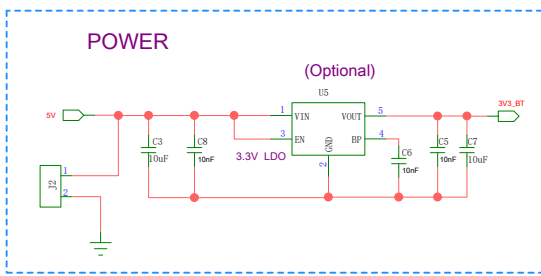 POWER
(Optional)
U5
5V
1
VIN
VOUT
5
3V3_BT
3
EN
GND
BP
4
2
3.3V LDO
C3
10uF
C8
10nF
C6
10nF
C5
10nF
C7
10uF
J2
1
2